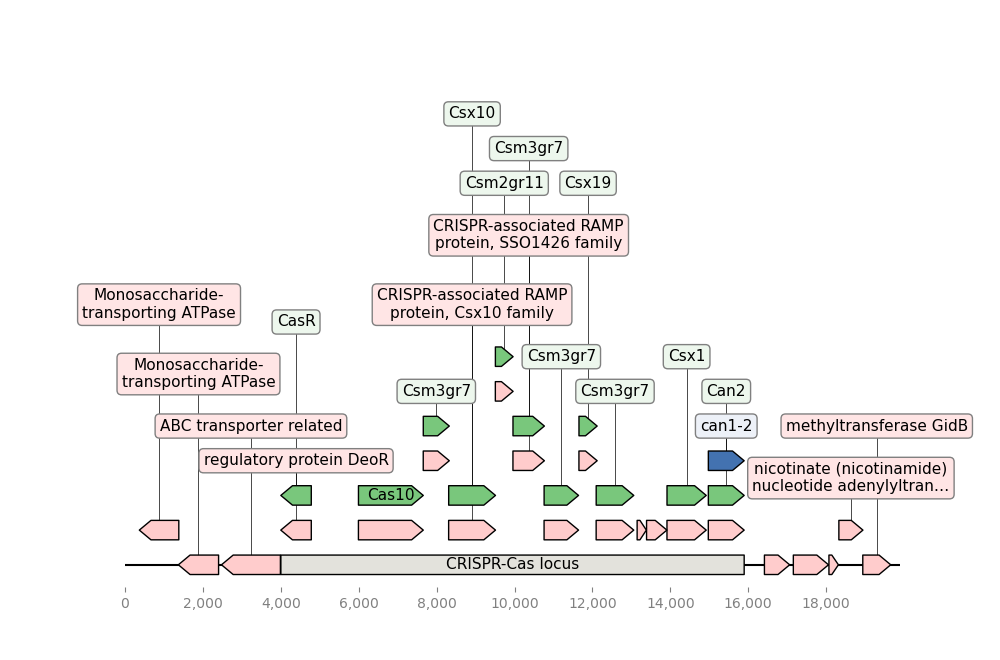 Csx10
Csm3gr7
Csm2gr11
Csx19
CRISPR-associated RAMP
protein, SSO1426 family
Monosaccharide-
transporting ATPase
CRISPR-associated RAMP
protein, Csx10 family
CasR
Csm3gr7
Csx1
Monosaccharide-
transporting ATPase
Csm3gr7
Csm3gr7
Can2
ABC transporter related
can1-2
methyltransferase GidB
regulatory protein DeoR
nicotinate (nicotinamide)
nucleotide adenylyltran...
Cas10
CRISPR-Cas locus
0
2,000
4,000
6,000
8,000
10,000
12,000
14,000
16,000
18,000